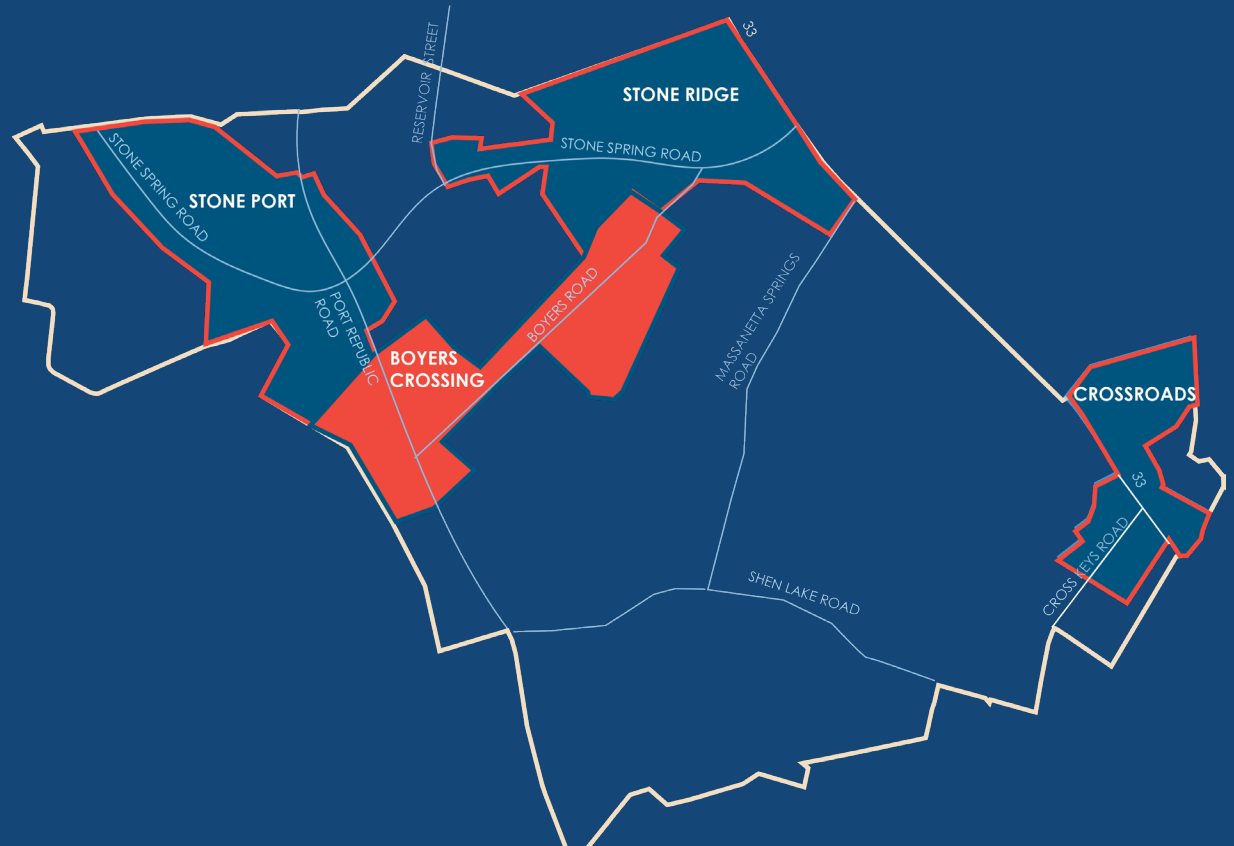 33
RESERVOIR STREET
STONE RIDGE
STONE SPRING ROAD
STONE SPRING ROAD
STONE PORT
MASSANETTA SPRINGS
ROAD
BOYERS ROAD
PORT REPUBLIC
ROAD
BOYERS
CROSSING
CROSSROADS
33
CROSS KEYS ROAD
SHEN LAKE ROAD